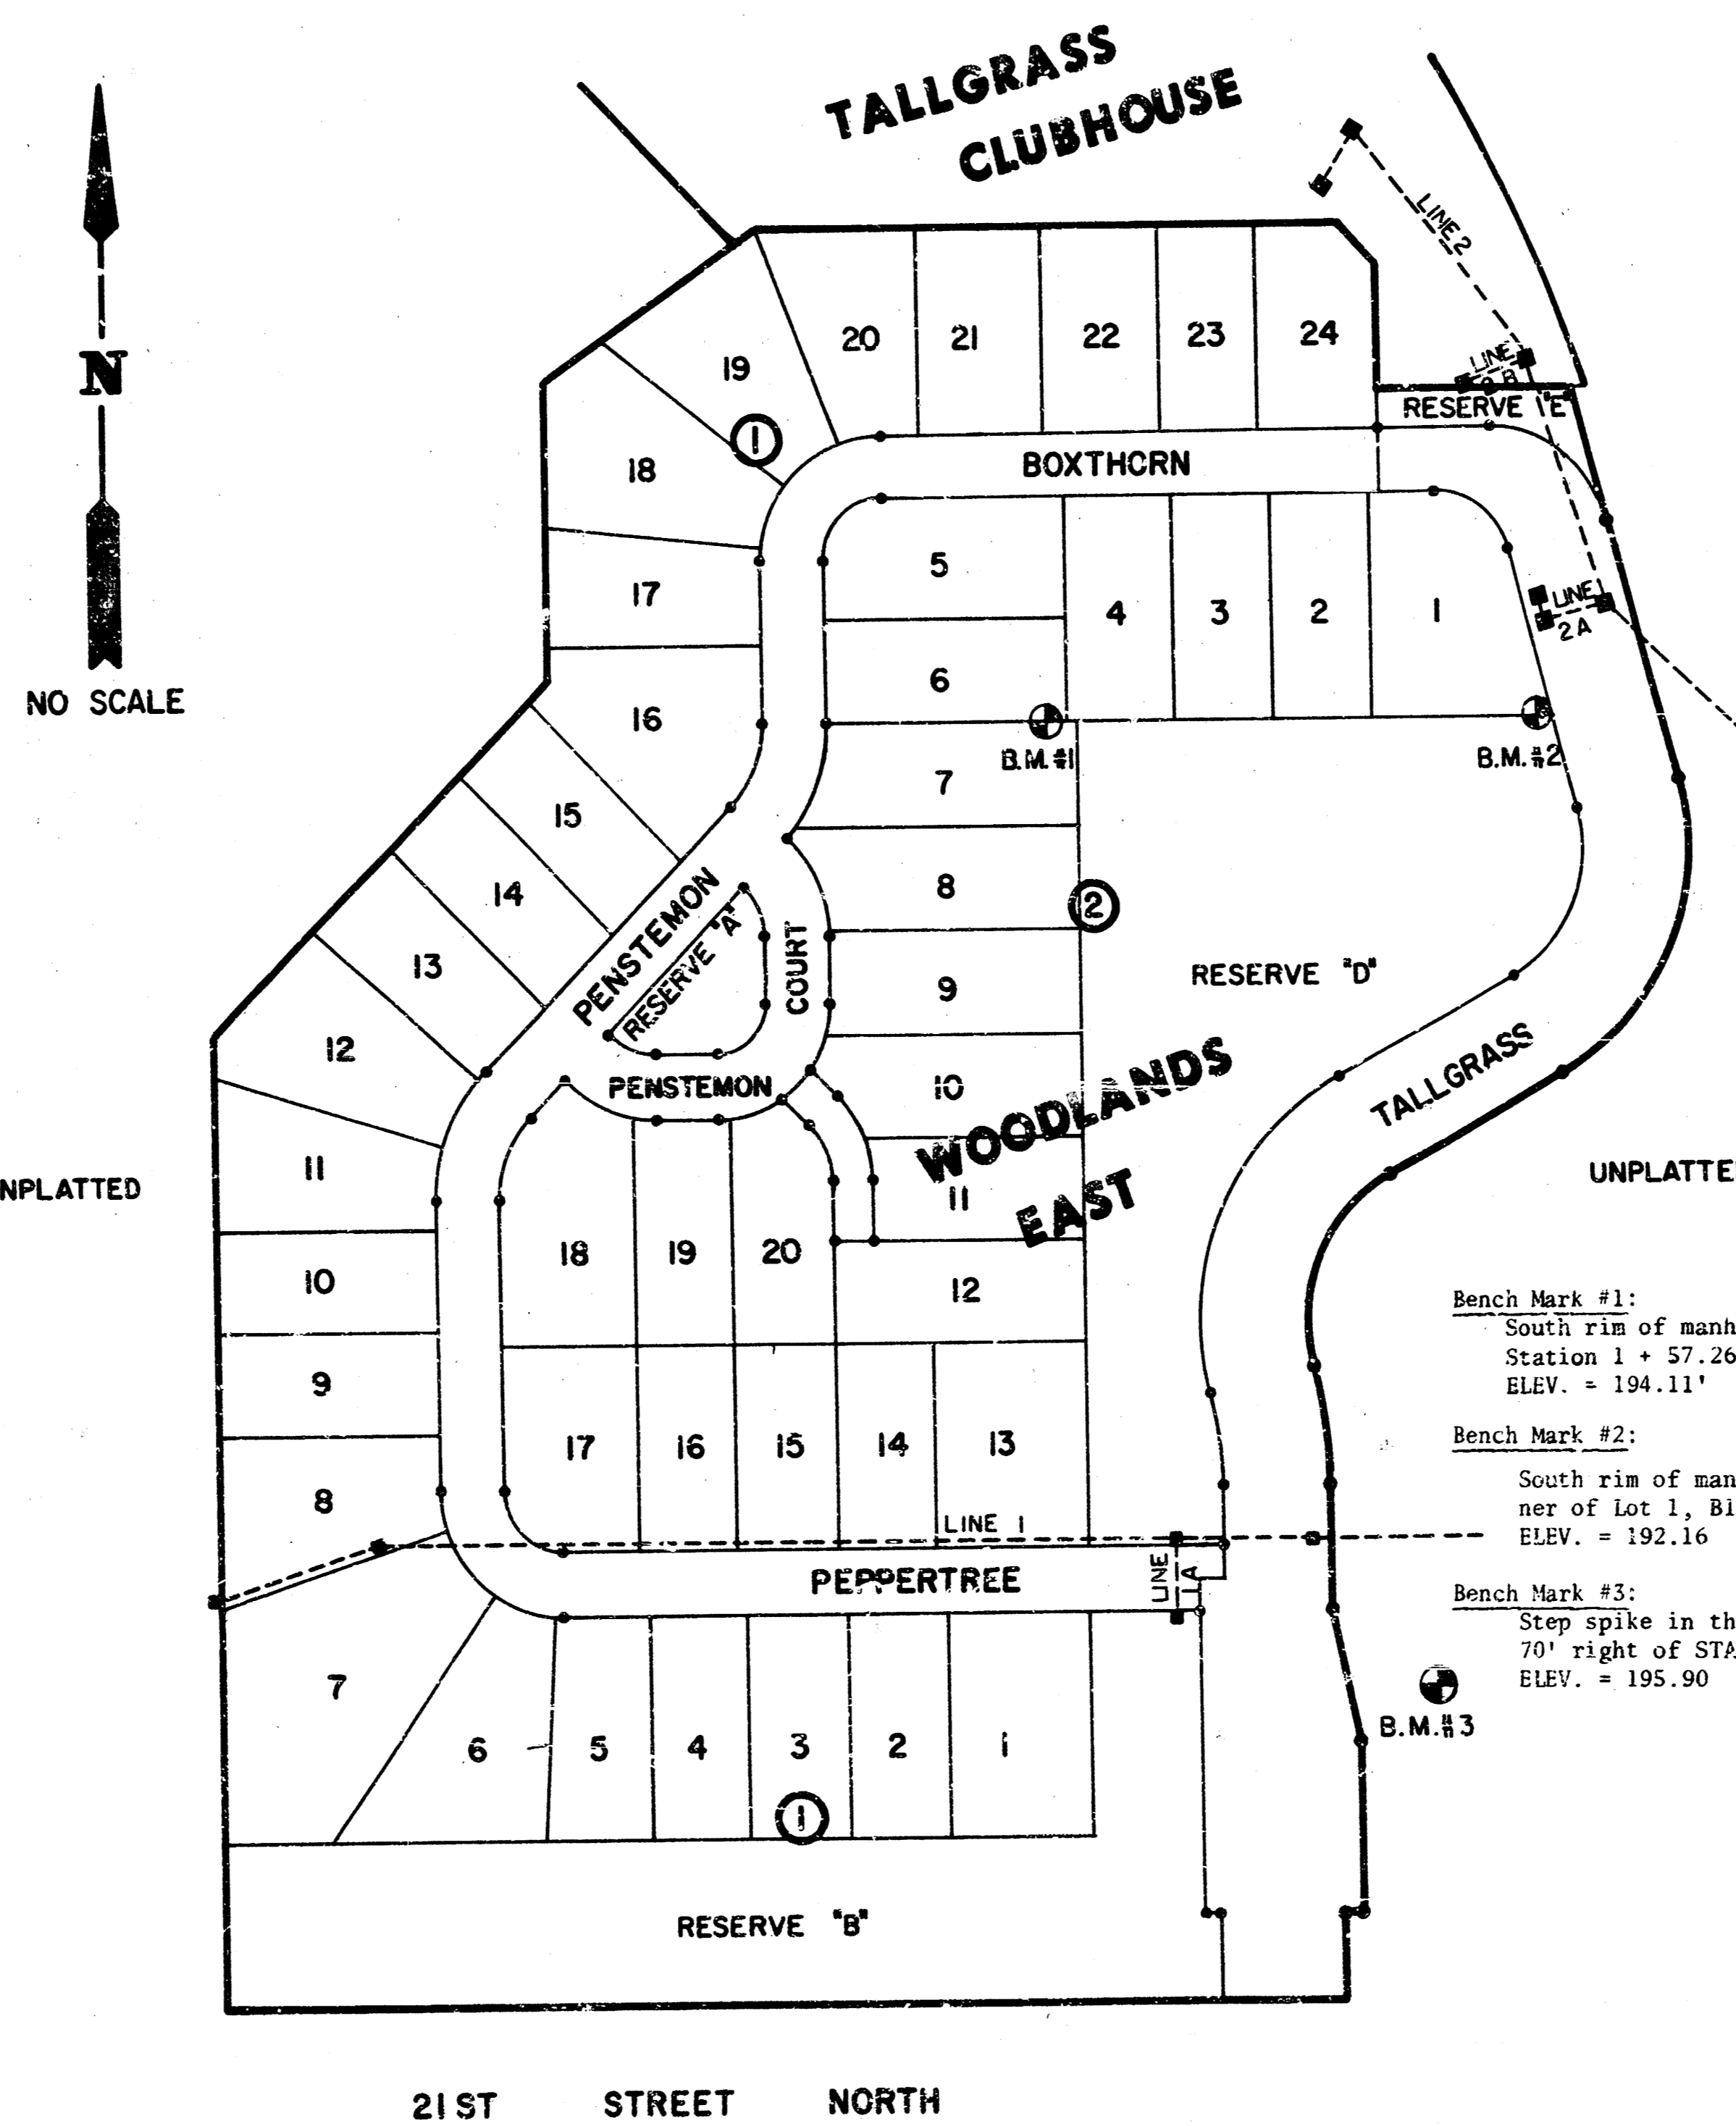 TALLGRASS
CLUBHOUSE
N
NO SCALE
LINE 2
LINE
2 B
RESERVE "E"
20
21
22
23
24
19
1
18
BOXTHORN
17
5
4
3
2
1
LINE
2A
6
16
B.M.#1
B.M.#2
7
15
8
2
14
PENSTEMON
RESERVE "A"
COURT
13
9
RESERVE "D"
12
PENSTEMON
10
WOODLANDS
EAST
TALLGRASS
11
NPLATTED
11
UNPLATTE
18
19
20
12
10
9
17
16
15
14
13
8
LINE 1
PEPPERTREE
LINE
1A
7
6
5
4
3
2
1
1
Bench Mark #1:
South rim of manh
Station 1 + 57.26
ELEV. = 194.11'
Bench Mark #2:
South rim of man
ner of Lot 1, Bl
ELEV. = 192.16
Bench Mark #3:
Step spike in th
70' right of STA
ELEV. = 195.90
B.M.#3
RESERVE "B"
21ST STREET NORTH